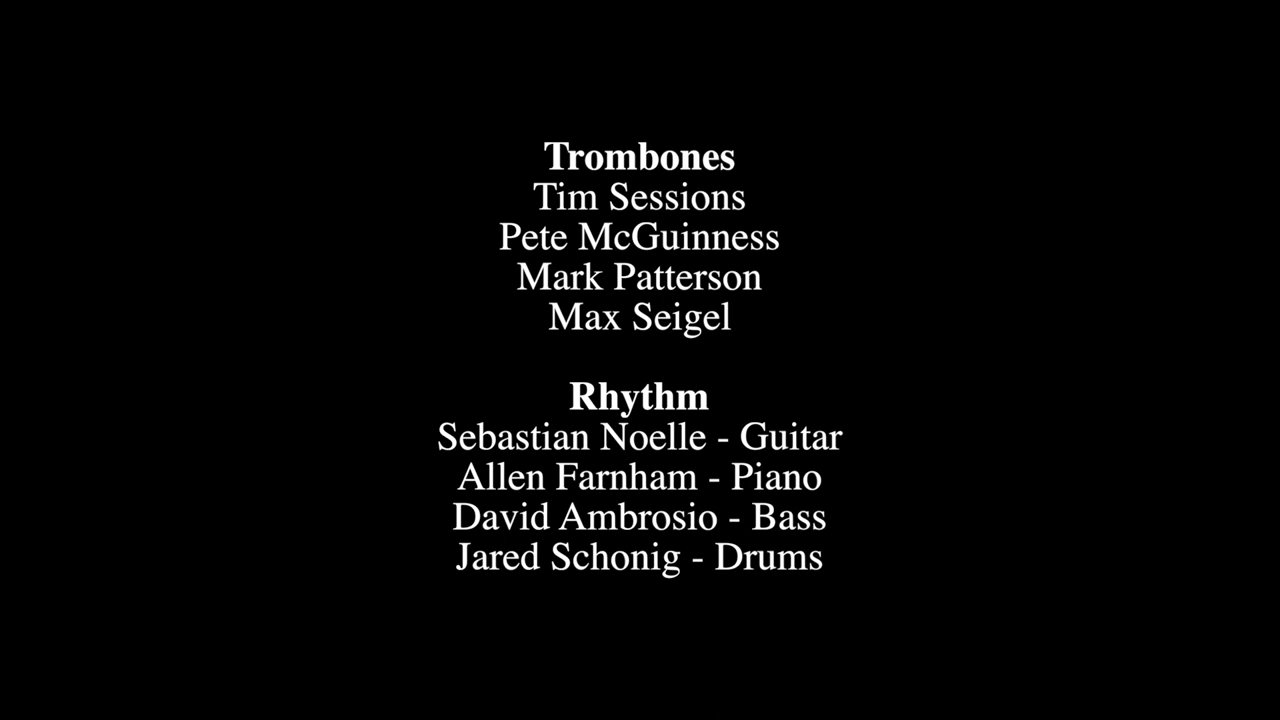 Trombones
Tim Sessions
Pete McGuinness
Mark Patterson
Max Seigel
Rhythm
Sebastian Noelle - Guitar
Allen Farnham - Piano
David Ambrosio - Bass
Jared Schonig - Drums